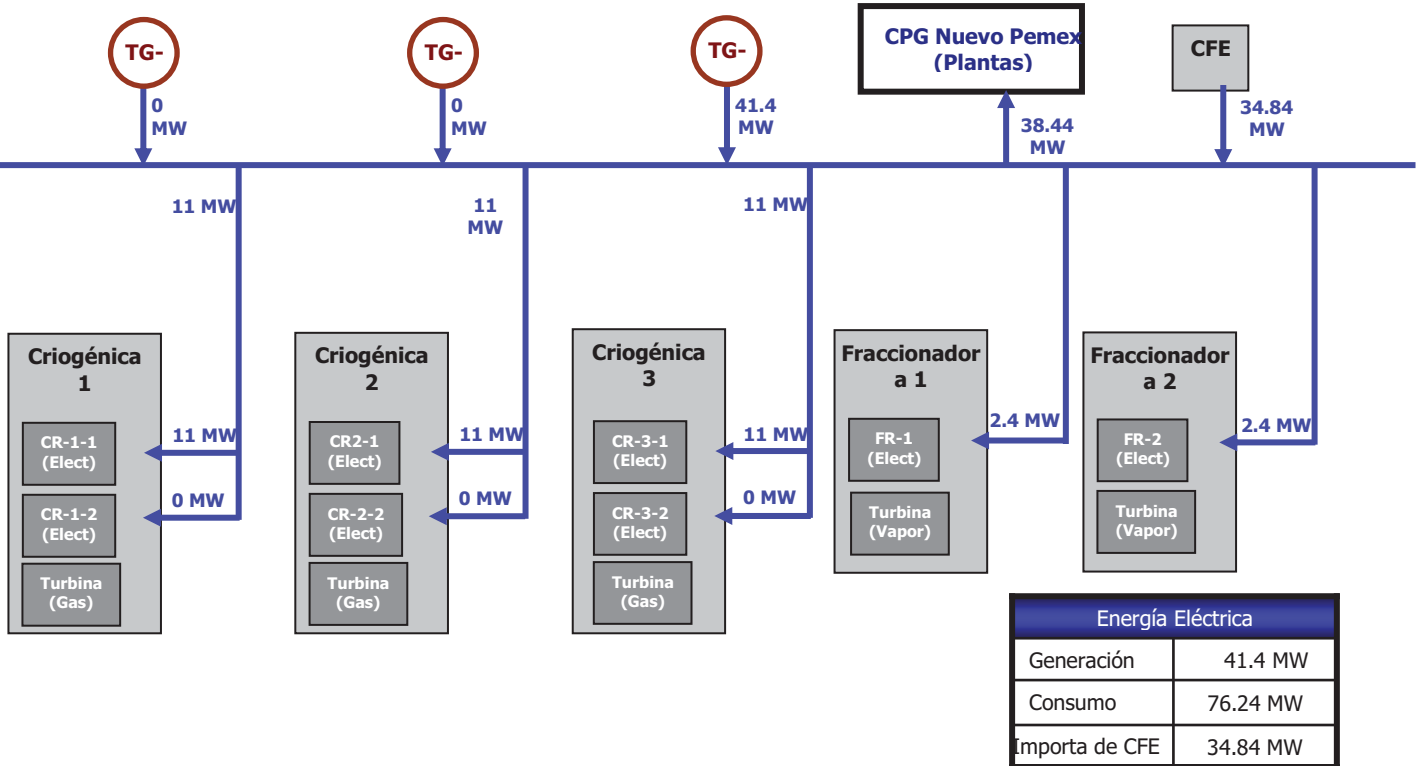 TG-
TG-
TG-
CPG Nuevo Pemex
(Plantas)
CFE
0
MW
0
MW
41.4
MW
38.44
MW
34.84
MW
11 MW
11
MW
11 MW
Criogénica
1
CR-1-1
(Elect)
CR-1-2
(Elect)
Turbina
(Gas)
11 MW
0 MW
Criogénica
2
CR2-1
(Elect)
CR-2-2
(Elect)
Turbina
(Gas)
11 MW
0 MW
Criogénica
3
CR-3-1
(Elect)
CR-3-2
(Elect)
Turbina
(Gas)
11 MW
0 MW
Fraccionador
a 1
FR-1
(Elect)
Turbina
(Vapor)
2.4 MW
Fraccionador
a 2
FR-2
(Elect)
Turbina
(Vapor)
2.4 MW
Energía Eléctrica
Generación 41.4 MW
Consumo 76.24 MW
Importa de CFE 34.84 MW